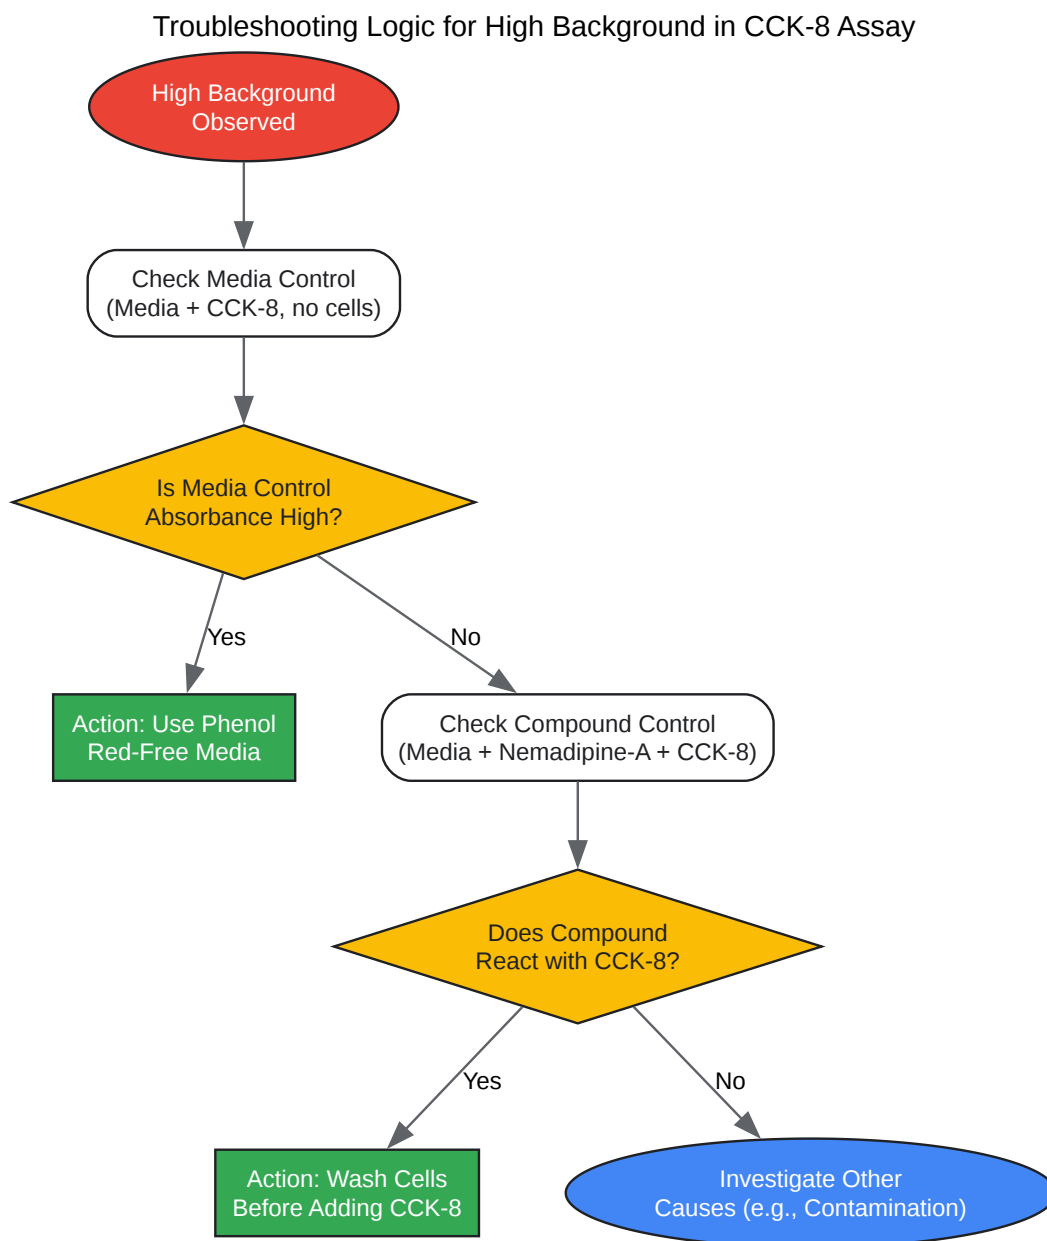 Troubleshooting Logic for High Background in CCK-8 Assay
High Background
Observed
Check Media Control
(Media + CCK-8, no cells)
Is Media Control
Absorbance High?
Yes
No
Action: Use Phenol
Red-Free Media
Check Compound Control
(Media + Nemadipine-A + CCK-8)
Does Compound
React with CCK-8?
Yes
No
Action: Wash Cells
Before Adding CCK-8
Investigate Other
Causes (e.g., Contamination)